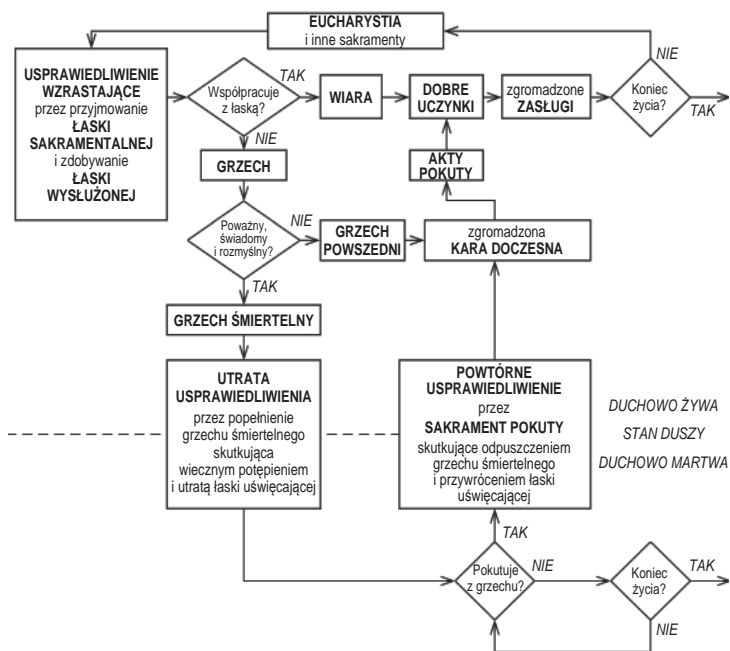 EUCHARYSTIA
i inne sakramenty
USPRAWIEDLIWIENIE
WZRASTAJĄCE
przez przyjmowanie
ŁASKI
SAKRAMENTALNEJ
i zdobywanie
ŁASKI
WYSŁUŻONEJ
Współpracuje
z łaską?
TAK
WIARA
DOBRE
UCZYNKI
zgromadzone
ZASŁUGI
Koniec
życia?
NIE
TAK
NIE
GRZECH
AKTY
POKUTY
Poważny,
świadomy
i rozmyślny?
NIE
GRZECH
POWSZEDNI
zgromadzona
KARA DOCZESNA
TAK
GRZECH ŚMIERTELNY
UTRATA
USPRAWIEDLIWIENIA
przez popełnienie
grzechu śmiertelnego
skutkująca
wiecznym potępieniem
i utratą łaski uświęcającej
POWTÓRNE
USPRAWIEDLIWIENIE
przez
SAKRAMENT POKUTY
skutkujące odpuszczeniem
grzechu śmiertelnego
i przywróceniem łaski
uświęcającej
DUCHOWO ŻYWA
STAN DUSZY
DUCHOWO MARTWA
TAK
Pokutuje
z grzechu?
NIE
Koniec
życia?
TAK
NIE